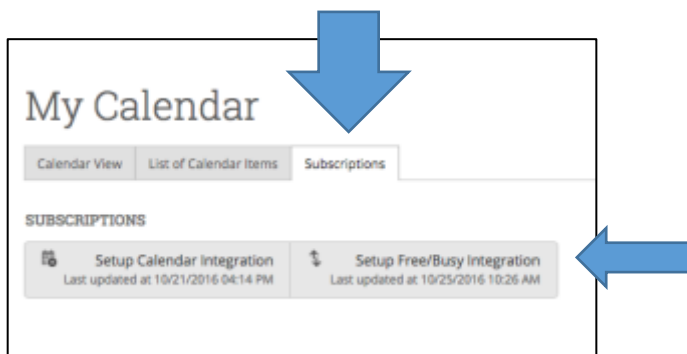 My Calendar
Calendar View List of Calendar Items Subscriptions
SUBSCRIPTIONS
Setup Calendar Integration Setup Free/Busy Integration
Last updated at 10/21/2016 04:14 PM Last updated at 10/25/2016 10:26 AM